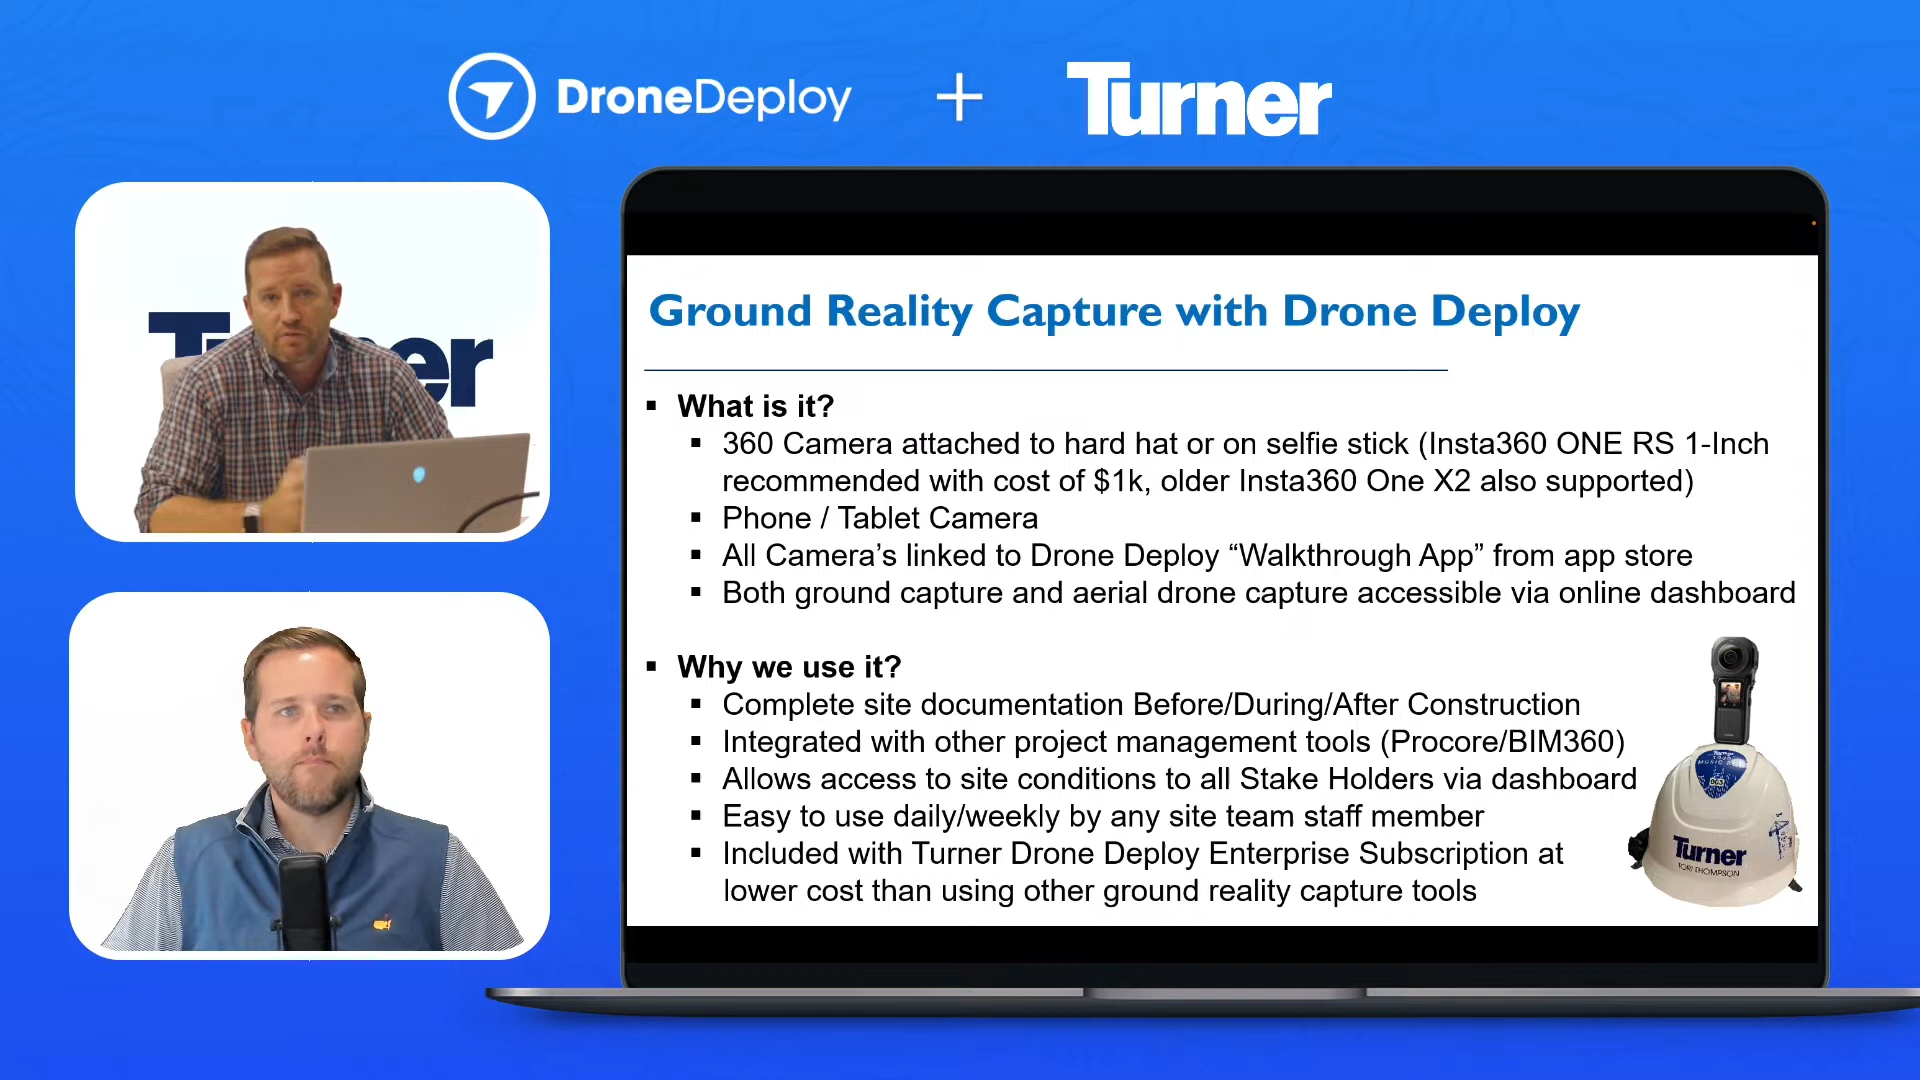 DroneDeploy + Turner
Turner
Ground Reality Capture with Drone Deploy
▪ What is it?
▪ 360 Camera attached to hard hat or on selfie stick (Insta360 ONE RS 1-Inch
recommended with cost of $1k, older Insta360 One X2 also supported)
▪ Phone / Tablet Camera
▪ All Camera’s linked to Drone Deploy “Walkthrough App” from app store
▪ Both ground capture and aerial drone capture accessible via online dashboard
▪ Why we use it?
▪ Complete site documentation Before/During/After Construction
▪ Integrated with other project management tools (Procore/BIM360)
▪ Allows access to site conditions to all Stake Holders via dashboard
▪ Easy to use daily/weekly by any site team staff member
▪ Included with Turner Drone Deploy Enterprise Subscription at
lower cost than using other ground reality capture tools
Turner
TORI THOMPSON